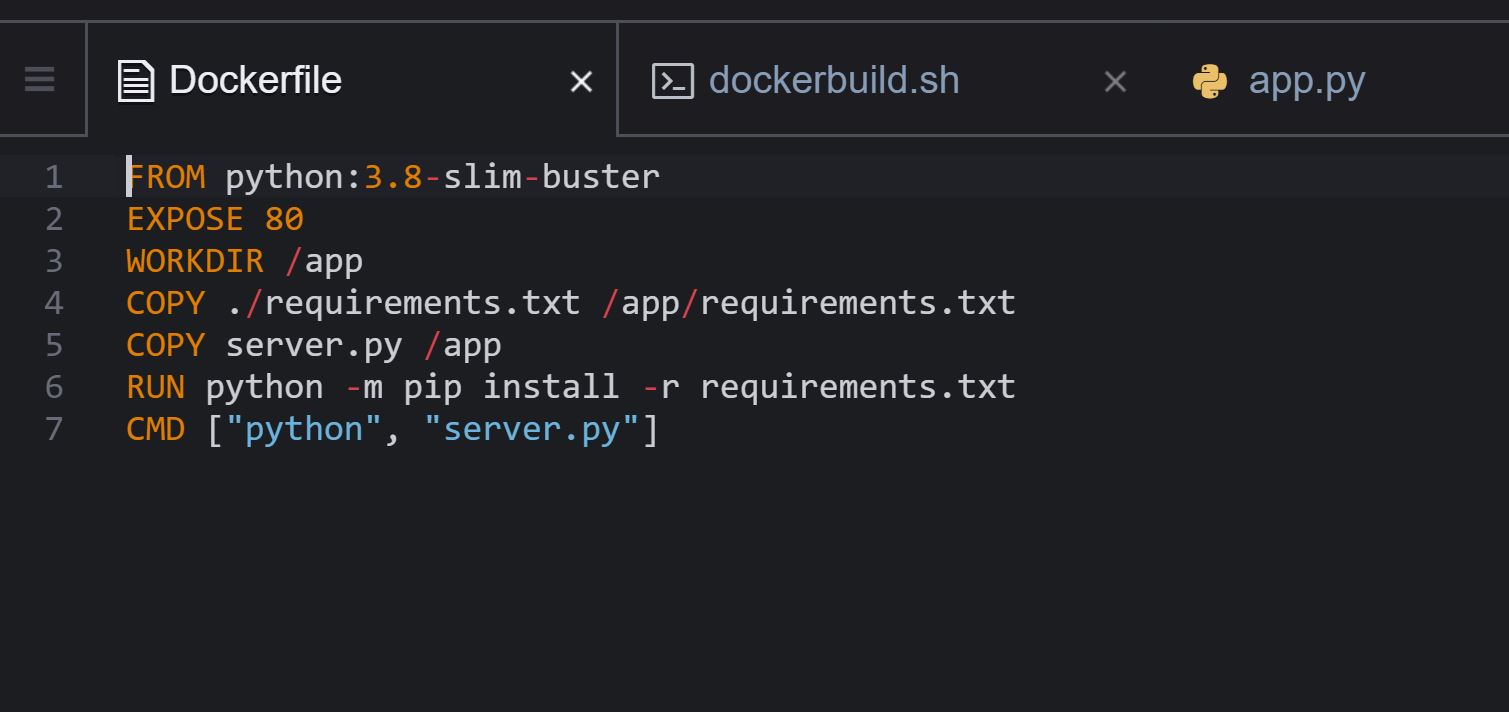 Dockerfile
dockerbuild.sh
app.py
1 FROM python:3.8-slim-buster
2 EXPOSE 80
3 WORKDIR /app
4 COPY ./requirements.txt /app/requirements.txt
5 COPY server.py /app
6 RUN python -m pip install -r requirements.txt
7 CMD ["python", "server.py"]